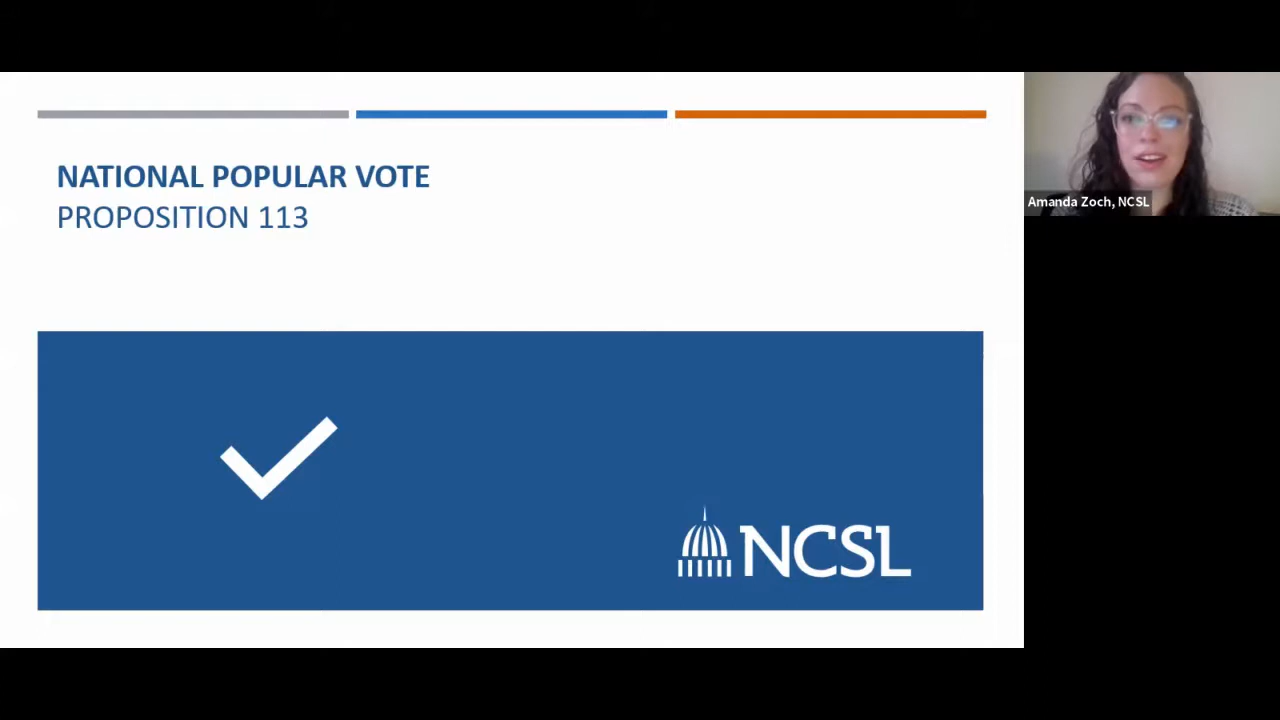 NATIONAL POPULAR VOTE
PROPOSITION 113
Amanda Zoch, NCSL
NCSL